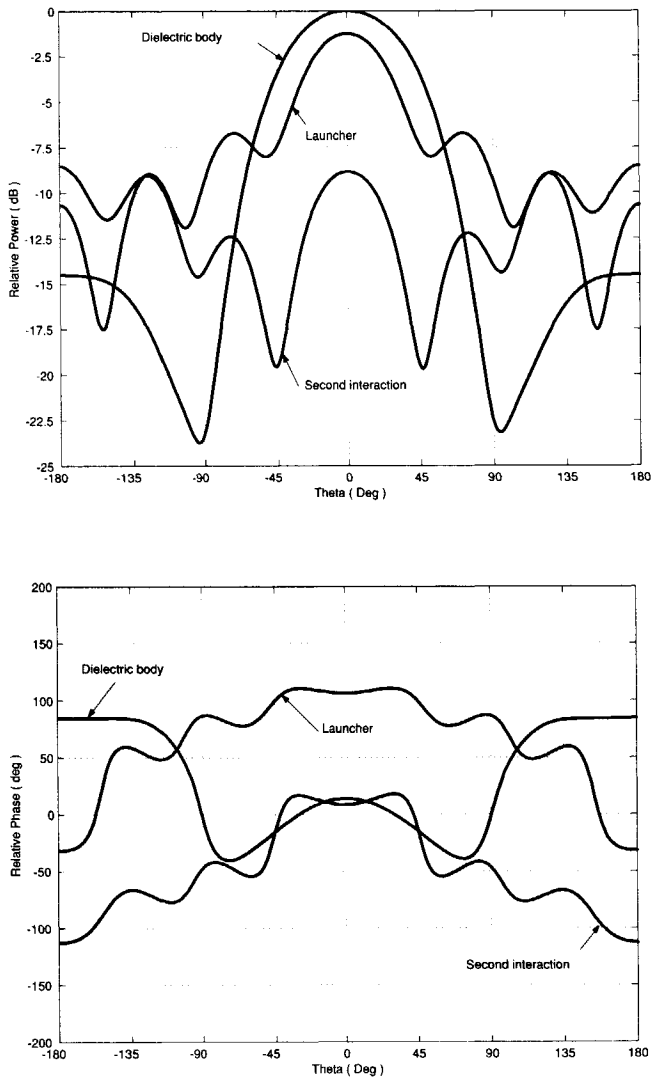 0
-2.5
-5
-7.5
-10
-12.5
-15
-17.5
-20
-22.5
-25
Relative Power ( dB )
Dielectric body
Launcher
Second interaction
-180 -135 -90 -45 0 45 90 135 180
Theta ( Deg )
200
150
100
50
0
-50
-100
-150
-200
Relative Phase ( deg )
Dielectric body
Launcher
Second interaction
-180 -135 -90 -45 0 45 90 135 180
Theta ( Deg )